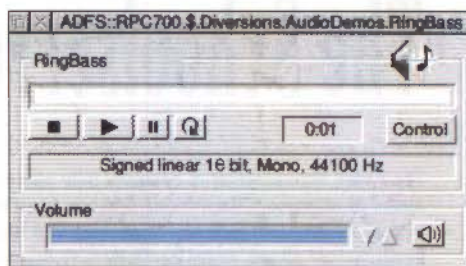 ADFS::RPC700.$.Diversions.AudioDemos.RingBass
RingBass
0:01
Control
Signed linear 16 bit, Mono, 44100 Hz
Volume